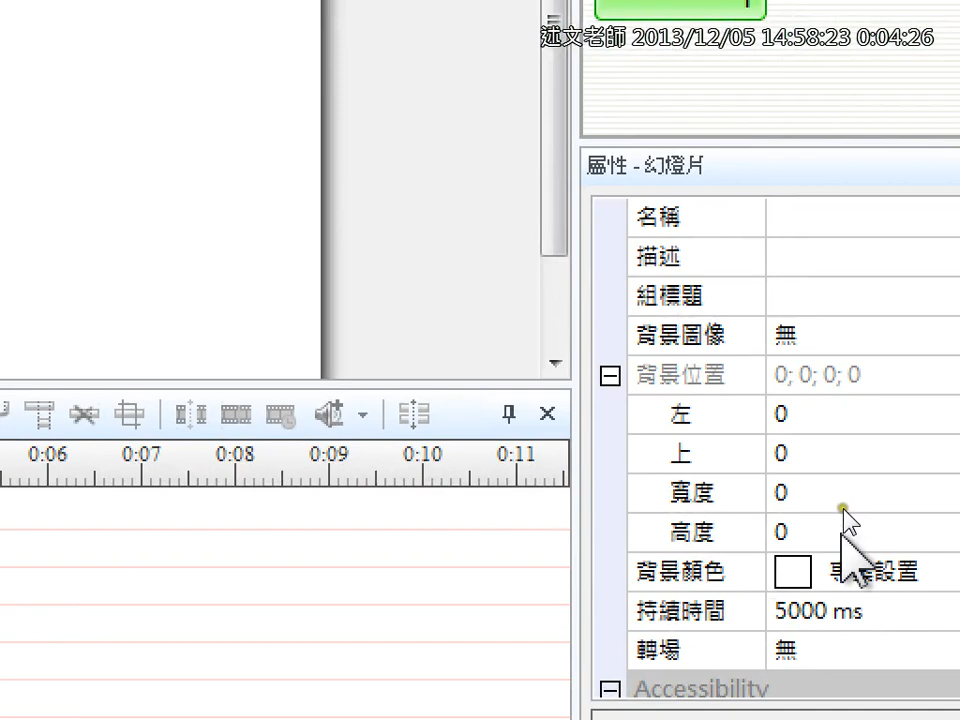 述文老師 2013/12/05 14:58:23 0:04:26
屬性 - 幻燈片
名稱
描述
組標題
背景圖像 無
背景位置 0; 0; 0; 0
左 0
上 0
寬度 0
高度 0
背景顏色 設置
持續時間 5000 ms
轉場 無
Accessibility
0:06 0:07 0:08 0:09 0:10 0:11